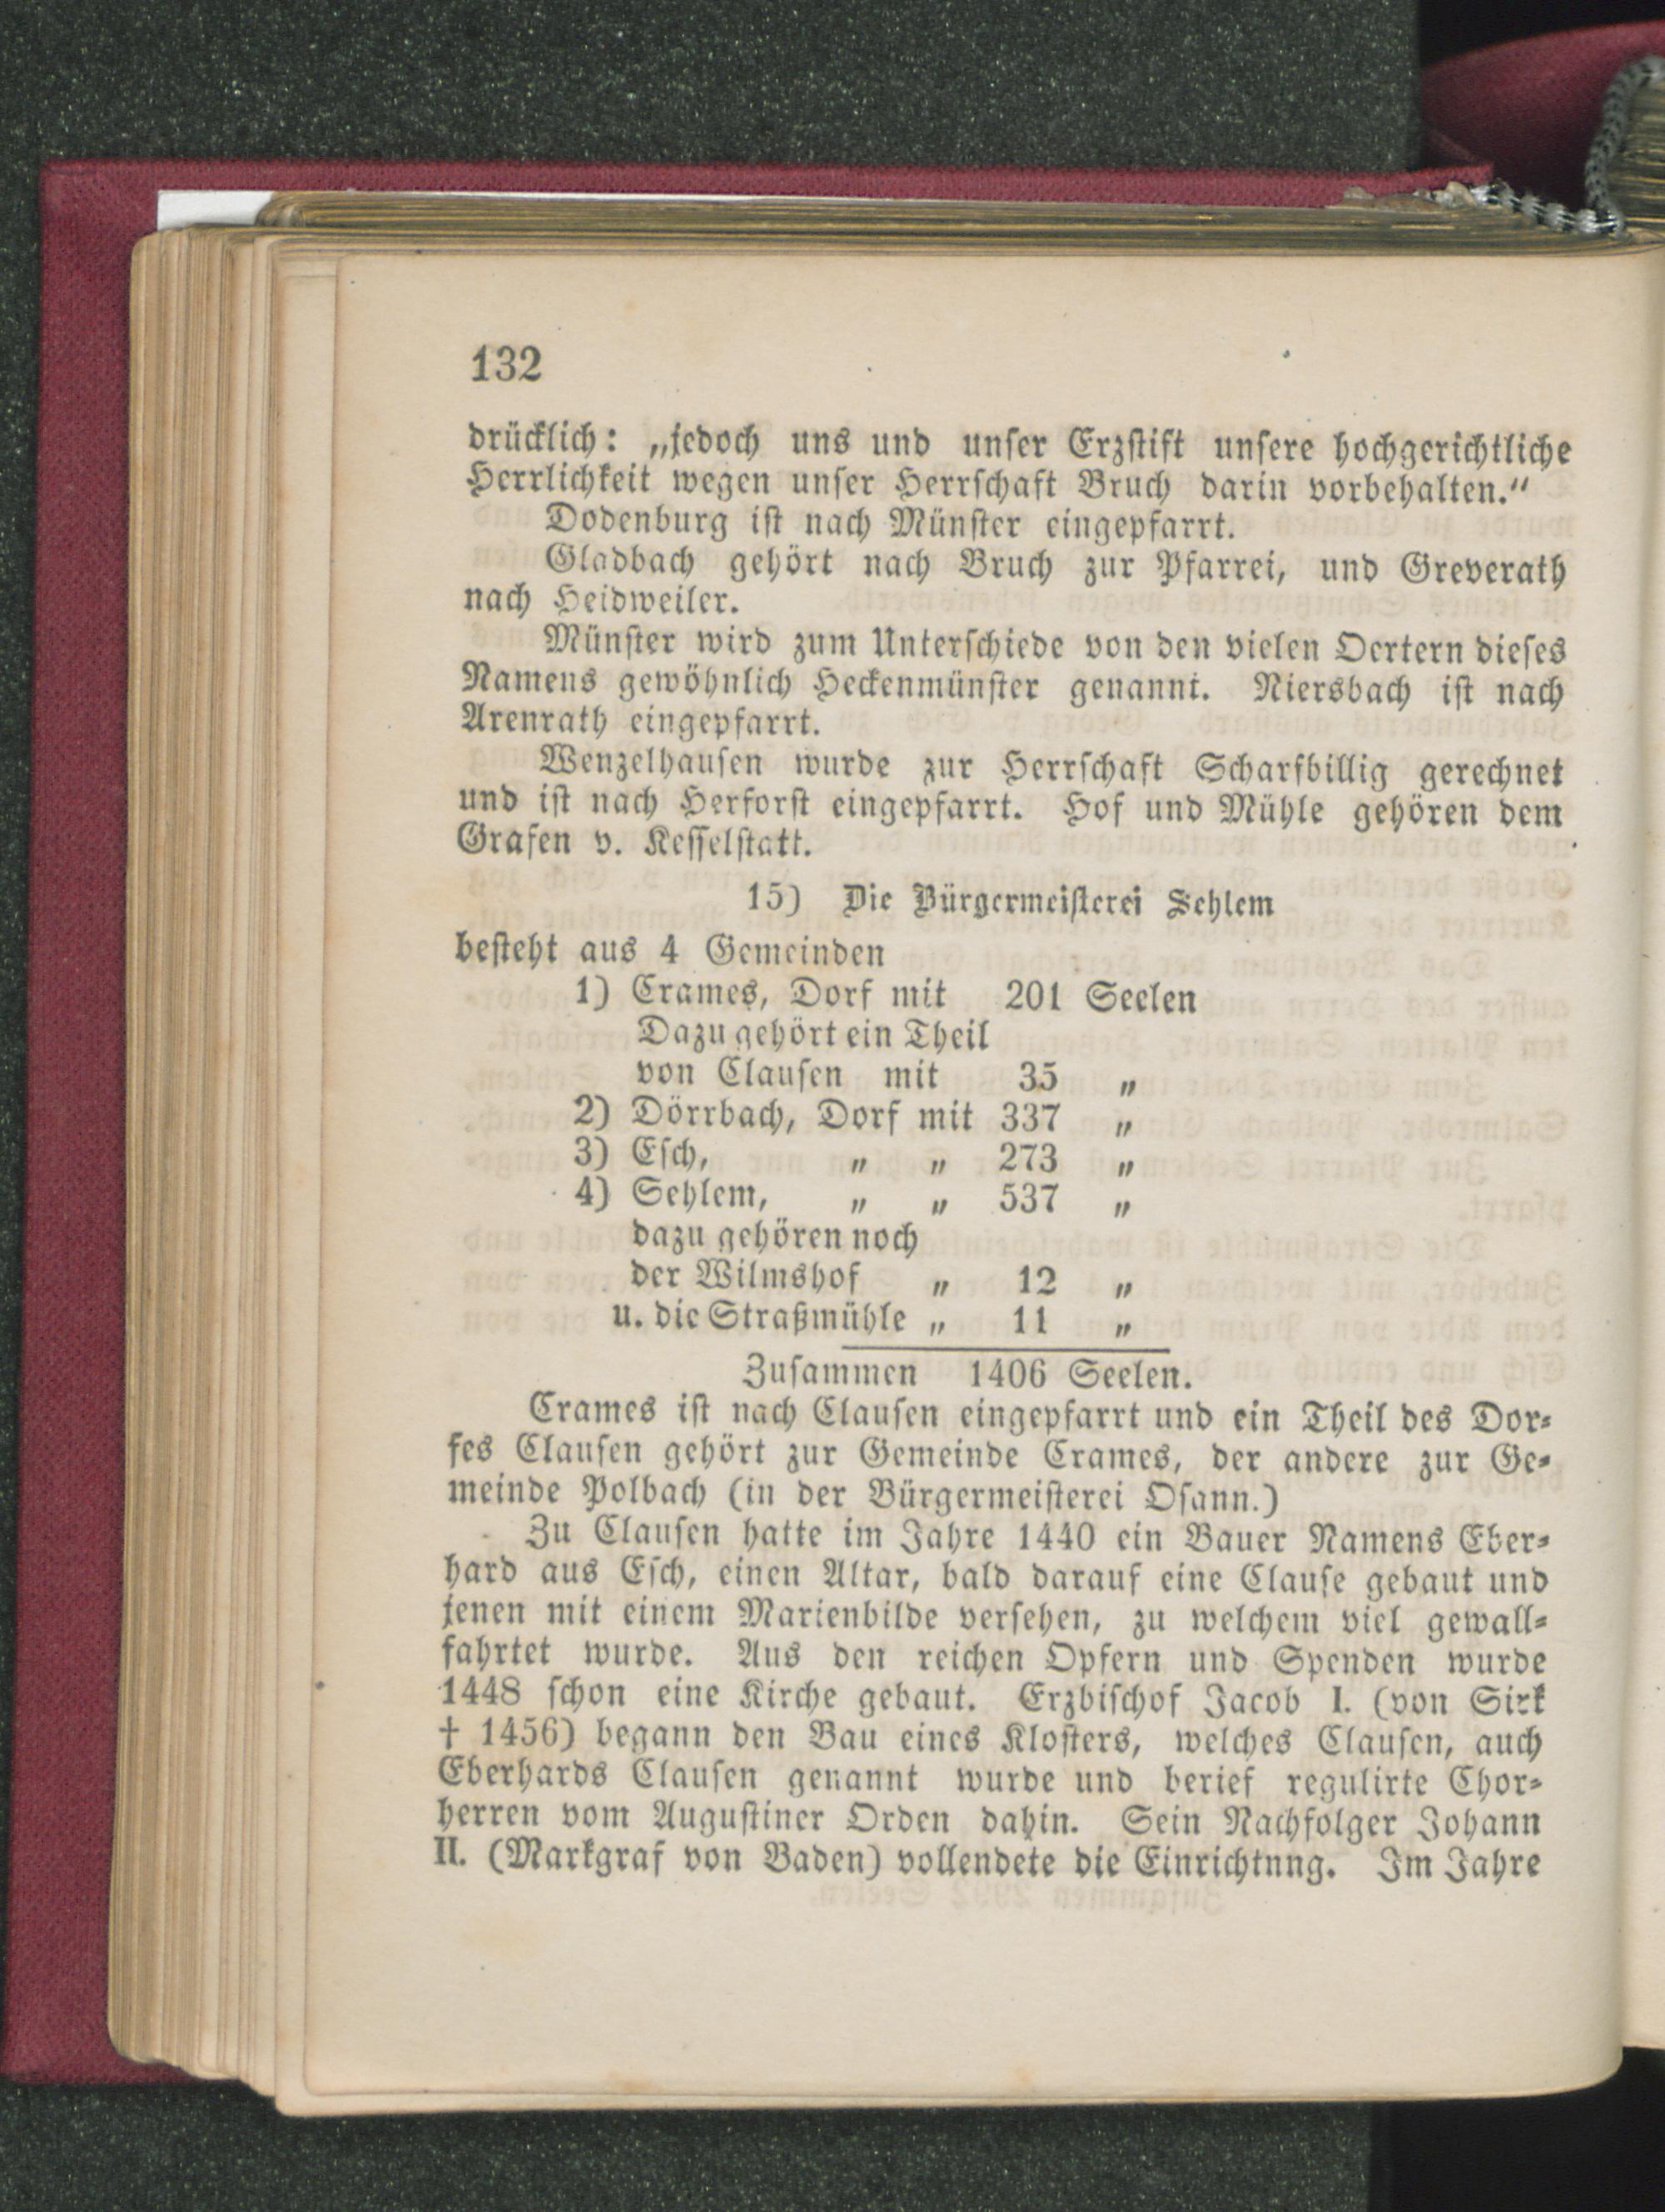 132
drücklich: „jedoch uns und unser Erzstift unsere hochgerichtliche
Herrlichkeit wegen unser Herrschaft Bruch darin vorbehalten.“
Dodenburg ist nach Münster eingepfarrt.
Gladbach gehört nach Bruch zur Pfarrei, und Greverath
nach Heidweiler.
Münster wird zum Unterschiede von den vielen Oertern dieses
Namens gewöhnlich Heckenmünster genannt. Niersbach ist nach
Arenrath eingepfarrt.
Wenzelhausen wurde zur Herrschaft Scharfbillig gerechnet
und ist nach Herforst eingepfarrt. Hof und Mühle gehören dem
Grafen v. Kesselstatt.
15) Die Bürgermeisterei Sehlem
besteht aus 4 Gemeinden
1) Crames, Dorf mit 201 Seelen
Dazu gehört ein Theil
von Clausen mit 35 „
2) Dörrbach, Dorf mit 337 „
3) Esch, „ „ 273 „
4) Sehlem, „ „ 537 „
dazu gehören noch
der Wilmshof „ 12 „
u. die Straßmühle „ 11 „
Zusammen 1406 Seelen.
Crames ist nach Clausen eingepfarrt und ein Theil des Dor-
fes Clausen gehört zur Gemeinde Crames, der andere zur Ge-
meinde Polbach (in der Bürgermeisterei Osann.)
Zu Clausen hatte im Jahre 1440 ein Bauer Namens Eber-
hard aus Esch, einen Altar, bald darauf eine Clause gebaut und
jenen mit einem Marienbilde versehen, zu welchem viel gewall-
fahrtet wurde. Aus den reichen Opfern und Spenden wurde
1448 schon eine Kirche gebaut. Erzbischof Jacob I. (von Sirk
† 1456) begann den Bau eines Klosters, welches Clausen, auch
Eberhards Clausen genannt wurde und berief regulirte Chor-
herren vom Augustiner Orden dahin. Sein Nachfolger Johann
II. (Markgraf von Baden) vollendete die Einrichtnng. Im Jahre